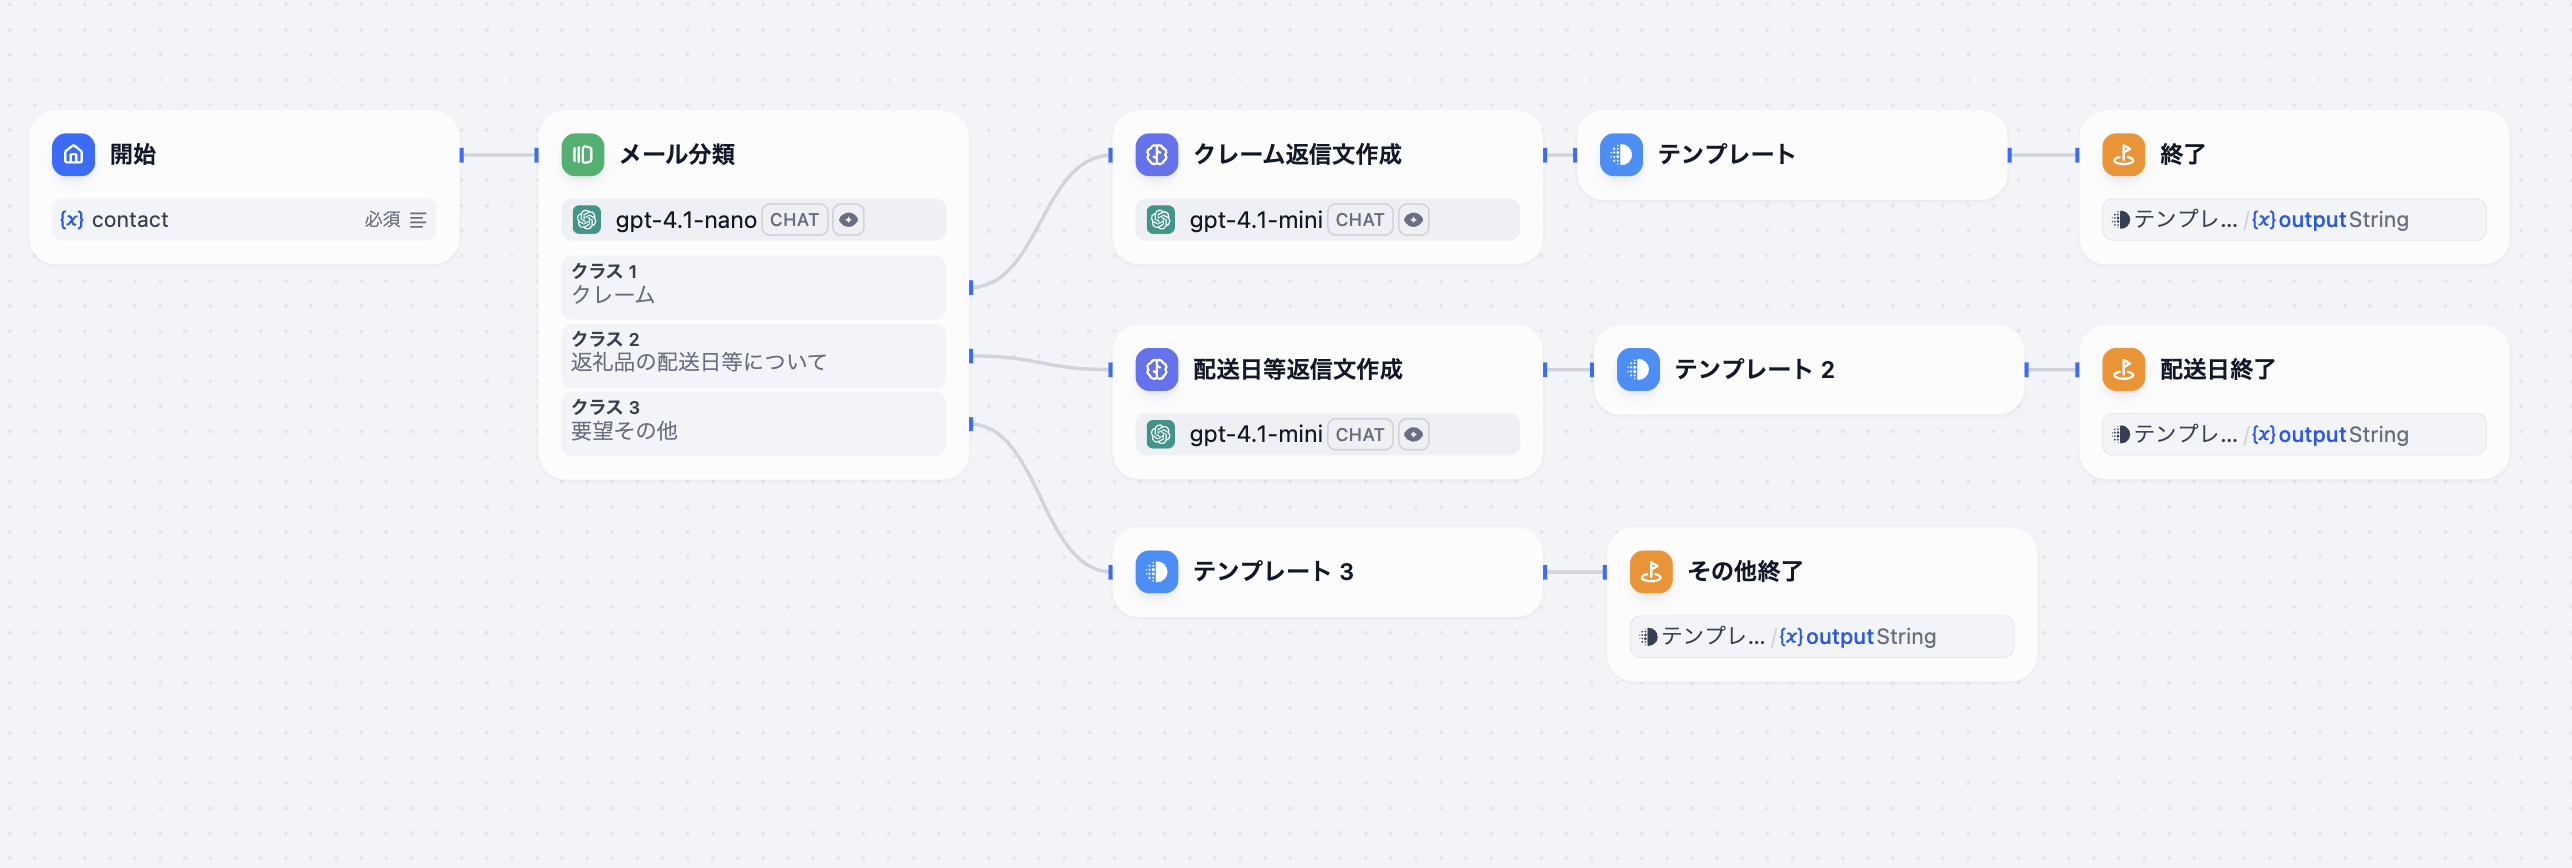 開始
{x} contact 必須
メール分類
gpt-4.1-nano CHAT
クラス 1
クレーム
クラス 2
返礼品の配送日等について
クラス 3
要望その他
クレーム返信文作成
gpt-4.1-mini CHAT
テンプレート
終了
テンプレ... / {x} output String
配送日等返信文作成
gpt-4.1-mini CHAT
テンプレート 2
配送日終了
テンプレ... / {x} output String
テンプレート 3
その他終了
テンプレ... / {x} output String